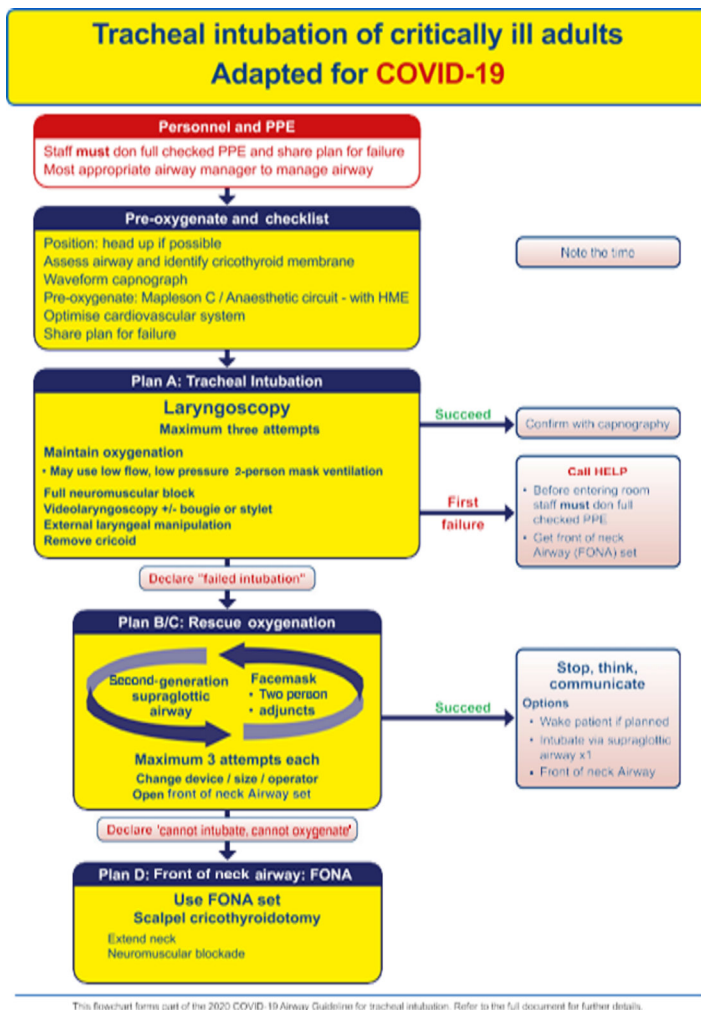 Tracheal intubation of critically ill adults
Adapted for COVID-19
Personnel and PPE
Staff must don full checked PPE and share plan for failure
Most appropriate airway manager to manage airway
Pre-oxygenate and checklist
Position: head up if possible
Assess airway and identify cricothyroid membrane
Waveform capnograph
Pre-oxygenate: Mapleson C / Anaesthetic circuit - with HME
Optimise cardiovascular system
Share plan for failure
Note the time
Plan A: Tracheal Intubation
Laryngoscopy
Maximum three attempts
Maintain oxygenation
• May use low flow, low pressure 2-person mask ventilation
Full neuromuscular block
Videolaryngoscopy +/- bougie or stylet
External laryngeal manipulation
Remove cricoid
Succeed
Confirm with capnography
First
failure
Call HELP
• Before entering room
staff must don full
checked PPE
• Get front of neck
Airway (FONA) set
Declare "failed intubation"
Plan B/C: Rescue oxygenation
Second-generation
supraglottic
airway
Facemask
• Two person
• adjuncts
Maximum 3 attempts each
Change device / size / operator
Open front of neck Airway set
Succeed
Stop, think,
communicate
Options
• Wake patient if planned
• Intubate via supraglottic
airway x1
• Front of neck Airway
Declare 'cannot intubate, cannot oxygenate'
Plan D: Front of neck airway: FONA
Use FONA set
Scalpel cricothyroidotomy
Extend neck
Neuromuscular blockade
This flowchart forms part of the 2020 COVID-19 Airway Guideline for tracheal intubation. Refer to the full document for further details.